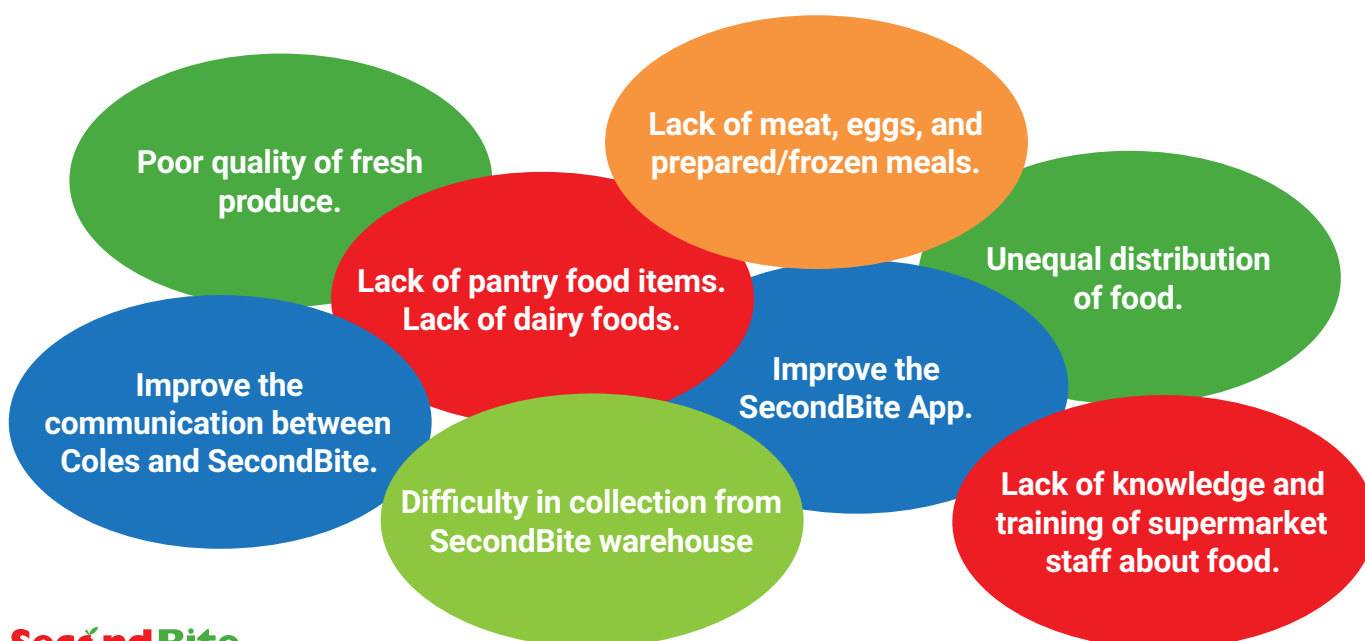 Poor quality of fresh
produce.
Lack of meat, eggs, and
prepared/frozen meals.
Lack of pantry food items.
Lack of dairy foods.
Unequal distribution
of food.
Improve the
communication between
Coles and SecondBite.
Improve the
SecondBite App.
Difficulty in collection from
SecondBite warehouse
Lack of knowledge and
training of supermarket
staff about food.
SecondBite